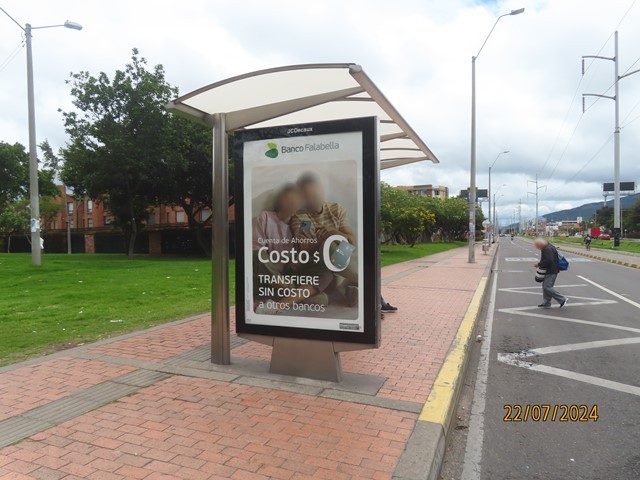 JCDecaux
Banco Falabella
Cuenta de Ahorros
Costo $0
TRANSFIERE
SIN COSTO
a otros bancos
22/07/2024